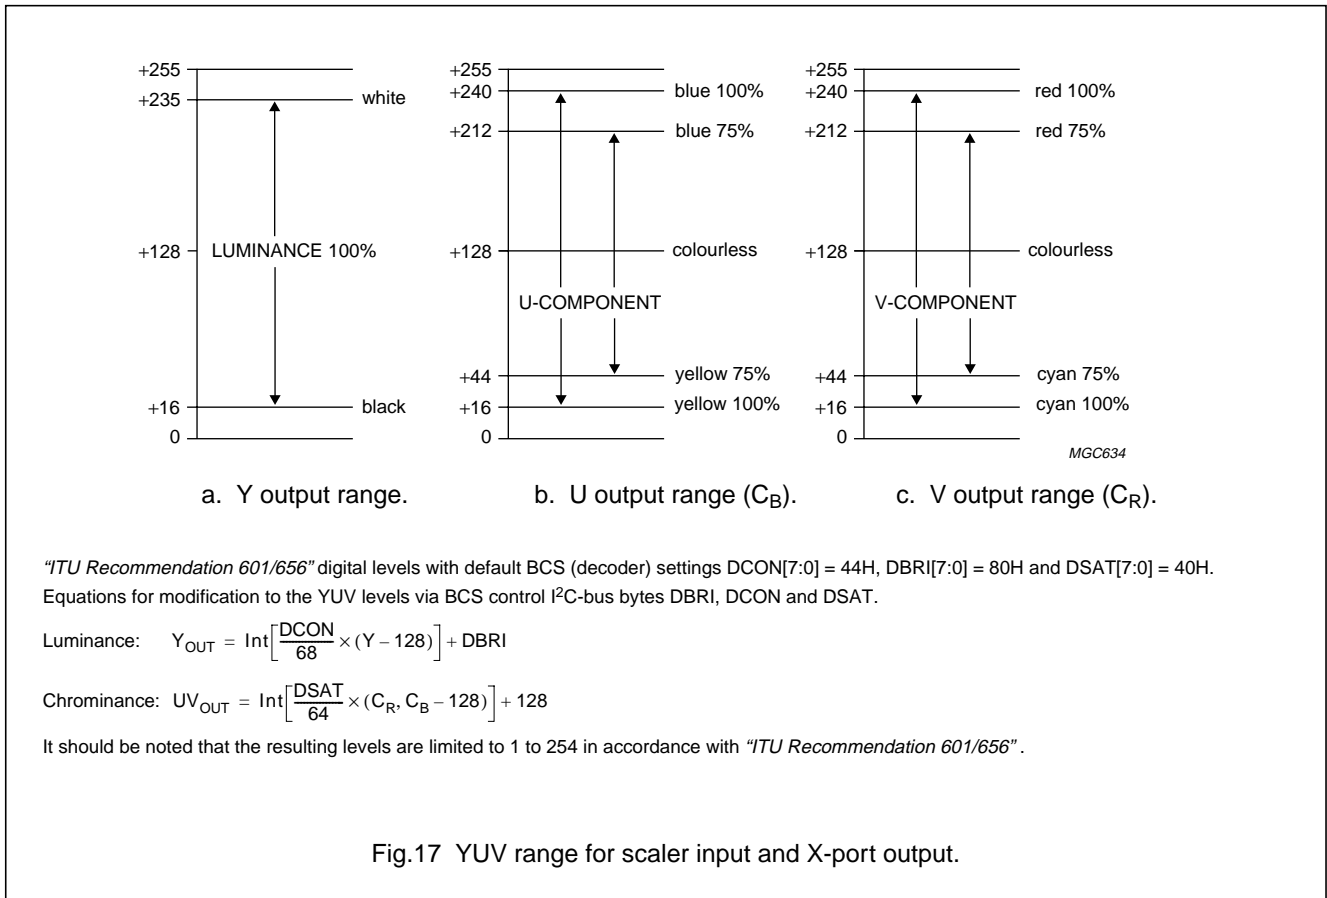 +255
+235
white
+128
LUMINANCE 100%
+16
black
0
a. Y output range.
+255
+240
blue 100%
+212
blue 75%
+128
colourless
U-COMPONENT
+44
yellow 75%
+16
yellow 100%
0
b. U output range (C_B).
+255
+240
red 100%
+212
red 75%
+128
colourless
V-COMPONENT
+44
cyan 75%
+16
cyan 100%
0
MGC634
c. V output range (C_R).
“ITU Recommendation 601/656” digital levels with default BCS (decoder) settings DCON[7:0] = 44H, DBRI[7:0] = 80H and DSAT[7:0] = 40H.
Equations for modification to the YUV levels via BCS control I²C-bus bytes DBRI, DCON and DSAT.
Luminance: Y_OUT = Int[DCON/68 × (Y – 128)] + DBRI
Chrominance: UV_OUT = Int[DSAT/64 × (C_R, C_B – 128)] + 128
It should be noted that the resulting levels are limited to 1 to 254 in accordance with “ITU Recommendation 601/656” .
Fig.17 YUV range for scaler input and X-port output.